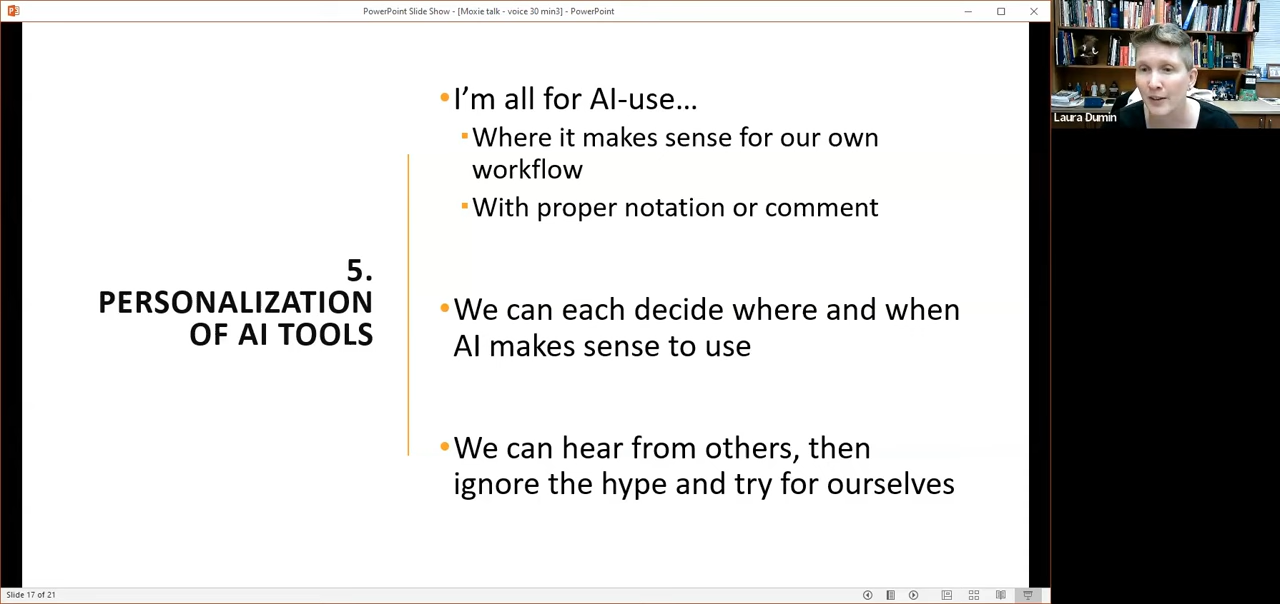 PowerPoint Slide Show - [Moxie talk - voice 30 min3] - PowerPoint
Laura Dumin
5.
PERSONALIZATION
OF AI TOOLS
•I'm all for AI-use...
▪Where it makes sense for our own
workflow
▪With proper notation or comment
•We can each decide where and when
AI makes sense to use
•We can hear from others, then
ignore the hype and try for ourselves
Slide 17 of 21